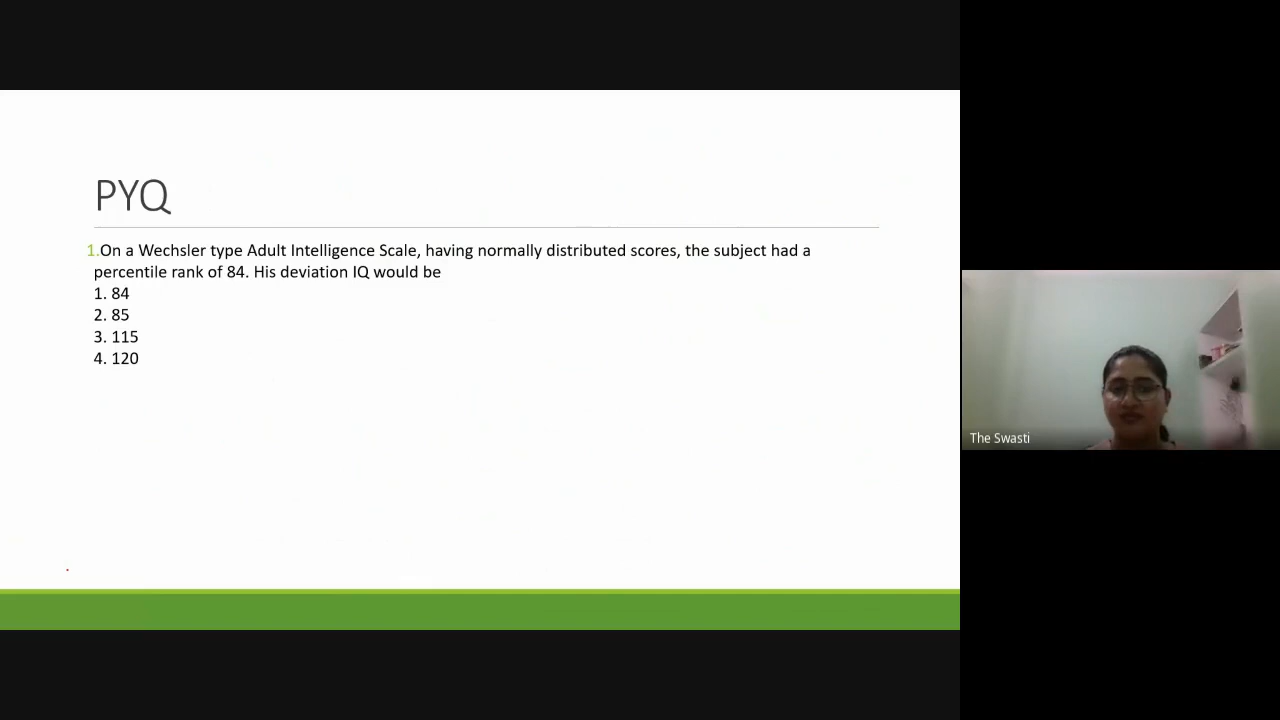 PYQ
1.On a Wechsler type Adult Intelligence Scale, having normally distributed scores, the subject had a
percentile rank of 84. His deviation IQ would be
1. 84
2. 85
3. 115
4. 120
The Swasti